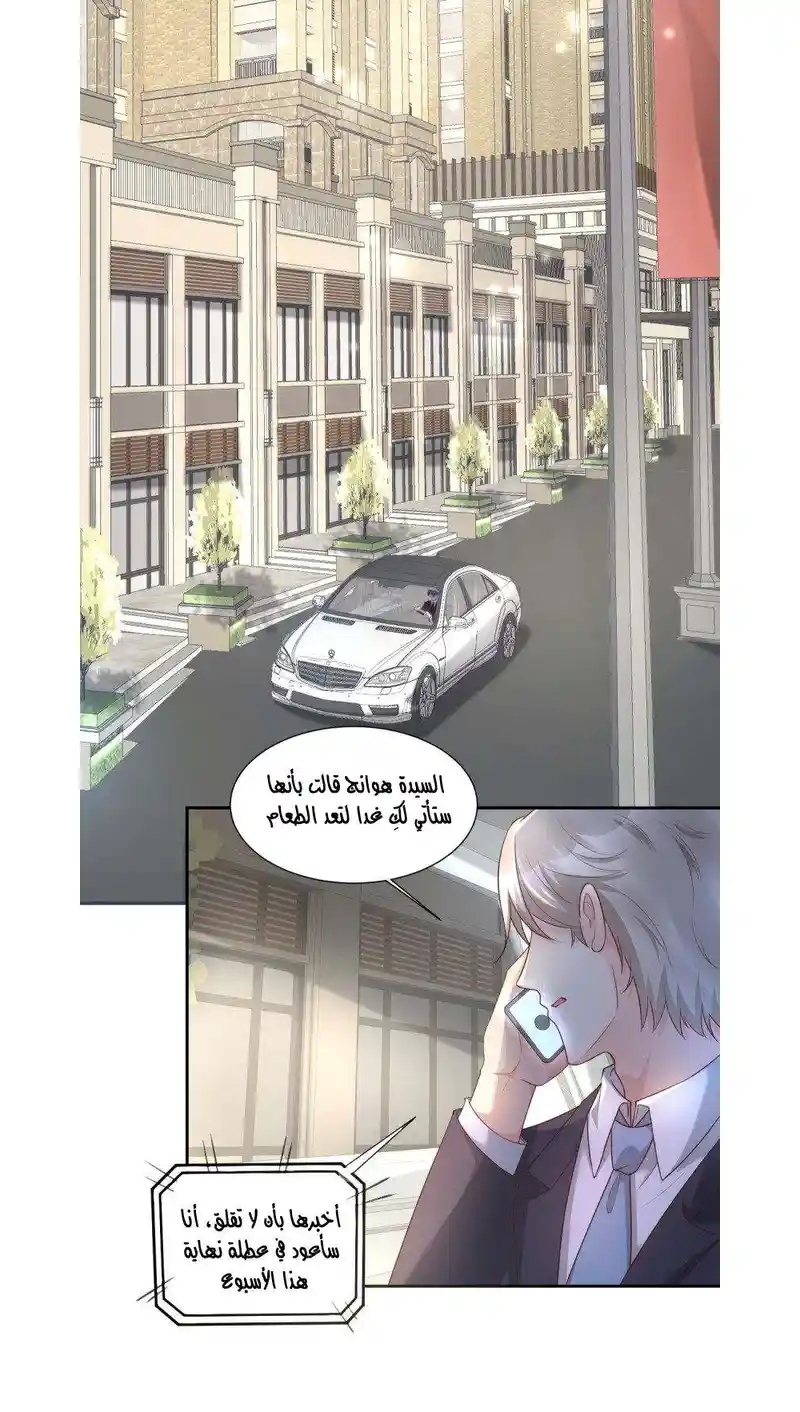 السيدة هوانج قالت بأنها
ستأتي لكِ غدا لتعد الطعام
أخبرها بأن لا تقلق، أنا
سأعود في عطلة نهاية
هذا الأسبوع